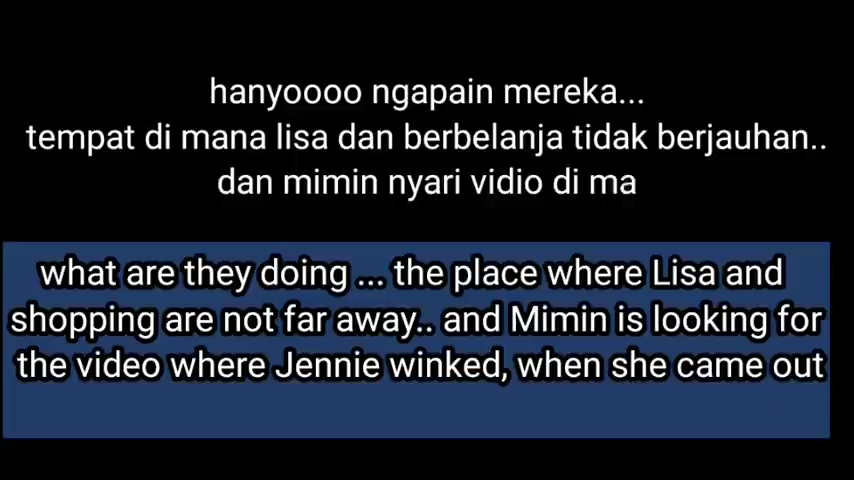 hanyoooo ngapain mereka...
tempat di mana lisa dan berbelanja tidak berjauhan..
dan mimin nyari vidio di ma
what are they doing ... the place where Lisa and
shopping are not far away.. and Mimin is looking for
the video where Jennie winked, when she came out